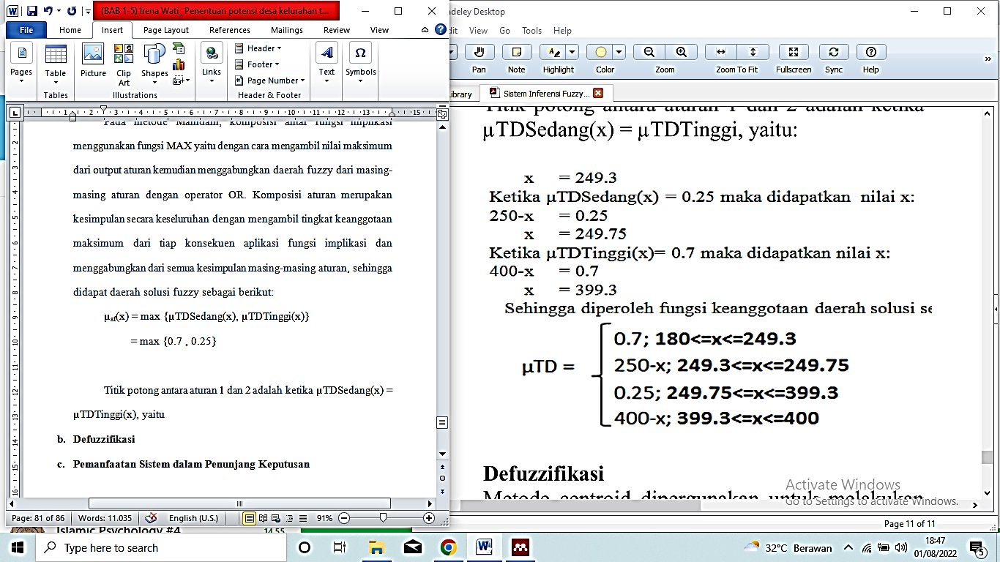 (BAB 1-5) Irena Wati_ Penentuan potensi desa kelurahan t...
File Home Insert Page Layout References Mailings Review View
Pages
Table
Picture
Clip Art
Shapes
Links
Header
Footer
Page Number
Text
Symbols
Tables
Illustrations
Header & Footer
Pada metode Mamdani, komposisi antar fungsi implikasi
menggunakan fungsi MAX yaitu dengan cara mengambil nilai maksimum
dari output aturan kemudian menggabungkan daerah fuzzy dari masing-
masing aturan dengan operator OR. Komposisi aturan merupakan
kesimpulan secara keseluruhan dengan mengambil tingkat keanggotaan
maksimum dari tiap konsekuen aplikasi fungsi implikasi dan
menggabungkan dari semua kesimpulan masing-masing aturan, sehingga
didapat daerah solusi fuzzy sebagai berikut:
µsf(x) = max {µTDSedang(x), µTDTinggi(x)}
= max {0.7 , 0.25}
Titik potong antara aturan 1 dan 2 adalah ketika µTDSedang(x) =
µTDTinggi(x), yaitu
b. Defuzzifikasi
c. Pemanfaatan Sistem dalam Penunjang Keputusan
Page: 81 of 86 Words: 11.035 English (U.S.) 91%
Islamic Psychology #4 14.55
deley Desktop
dit View Go Tools Help
Pan Note Highlight Color Zoom Zoom To Fit Fullscreen Sync Help
ibrary Sistem Inferensi Fuzzy...
Titik potong antara aturan 1 dan 2 adalah ketika
µTDSedang(x) = µTDTinggi, yaitu:
x = 249.3
Ketika µTDSedang(x) = 0.25 maka didapatkan nilai x:
250-x = 0.25
x = 249.75
Ketika µTDTinggi(x)= 0.7 maka didapatkan nilai x:
400-x = 0.7
x = 399.3
Sehingga diperoleh fungsi keanggotaan daerah solusi se
µTD =
0.7; 180<=x<=249.3
250-x; 249.3<=x<=249.75
0.25; 249.75<=x<=399.3
400-x; 399.3<=x<=400
Defuzzifikasi
Metode centroid dipergunakan untuk melakukan
Activate Windows
Go to Settings to activate Windows.
Page 11 of 11
Type here to search
32°C Berawan
18:47
01/08/2022
5